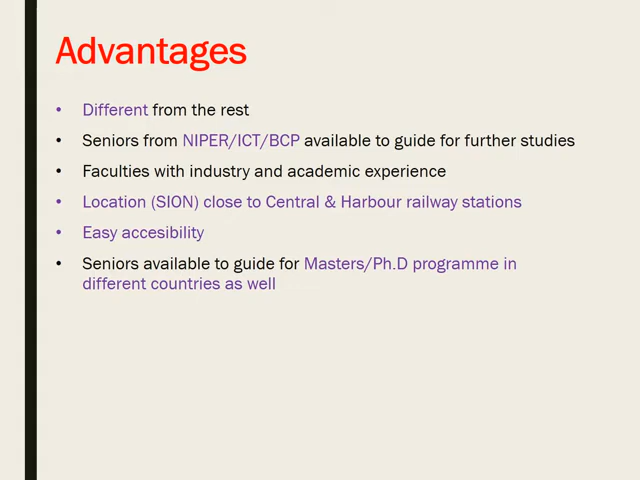 Advantages
• Different from the rest
• Seniors from NIPER/ICT/BCP available to guide for further studies
• Faculties with industry and academic experience
• Location (SION) close to Central & Harbour railway stations
• Easy accesibility
• Seniors available to guide for Masters/Ph.D programme in
different countries as well